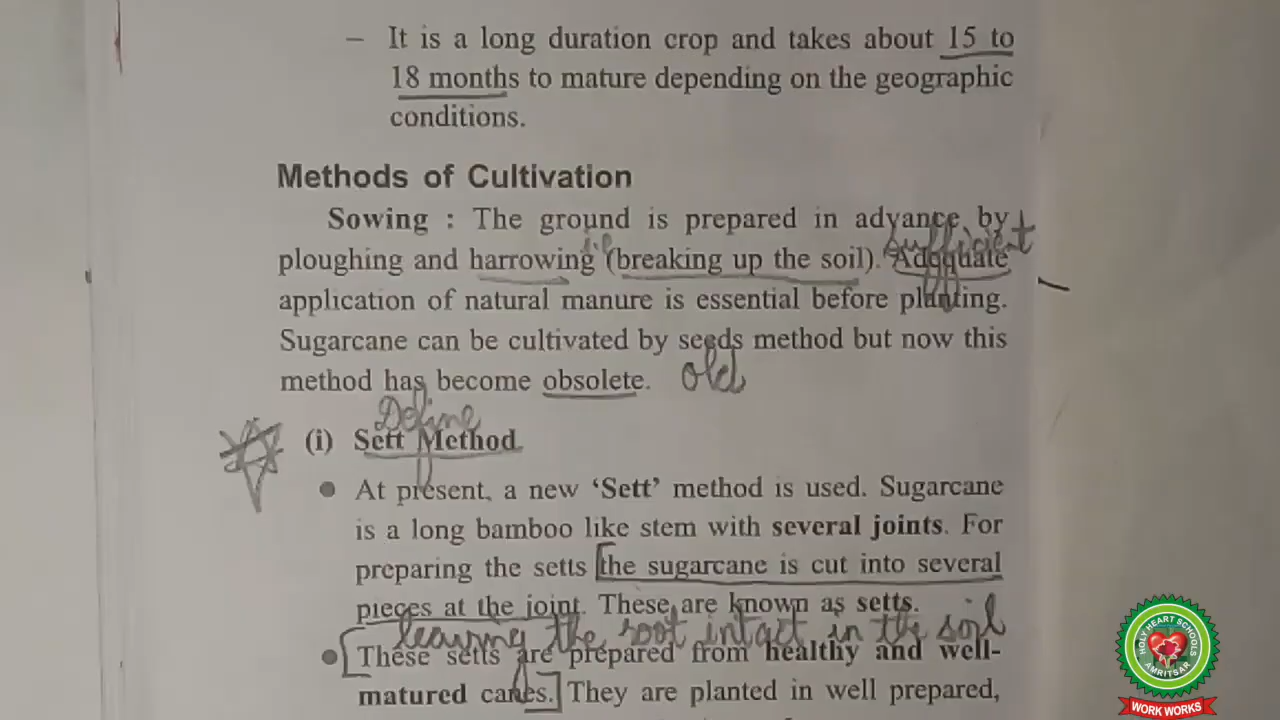 – It is a long duration crop and takes about 15 to
18 months to mature depending on the geographic
conditions.
Methods of Cultivation
Sowing : The ground is prepared in advance by
sufficient
ploughing and harrowing (breaking up the soil). Adequate
application of natural manure is essential before planting.
Sugarcane can be cultivated by seeds method but now this
method has become obsolete. old
Define
(i) Sett Method
● At present, a new ‘Sett’ method is used. Sugarcane
is a long bamboo like stem with several joints. For
preparing the setts [the sugarcane is cut into several
pieces at the joint. These are known as setts.
leaving the root intact in the soil
● [These setts are prepared from healthy and well-
matured canes.] They are planted in well prepared,
HOLY HEART SCHOOLS
AMRITSAR
WORK WORKS